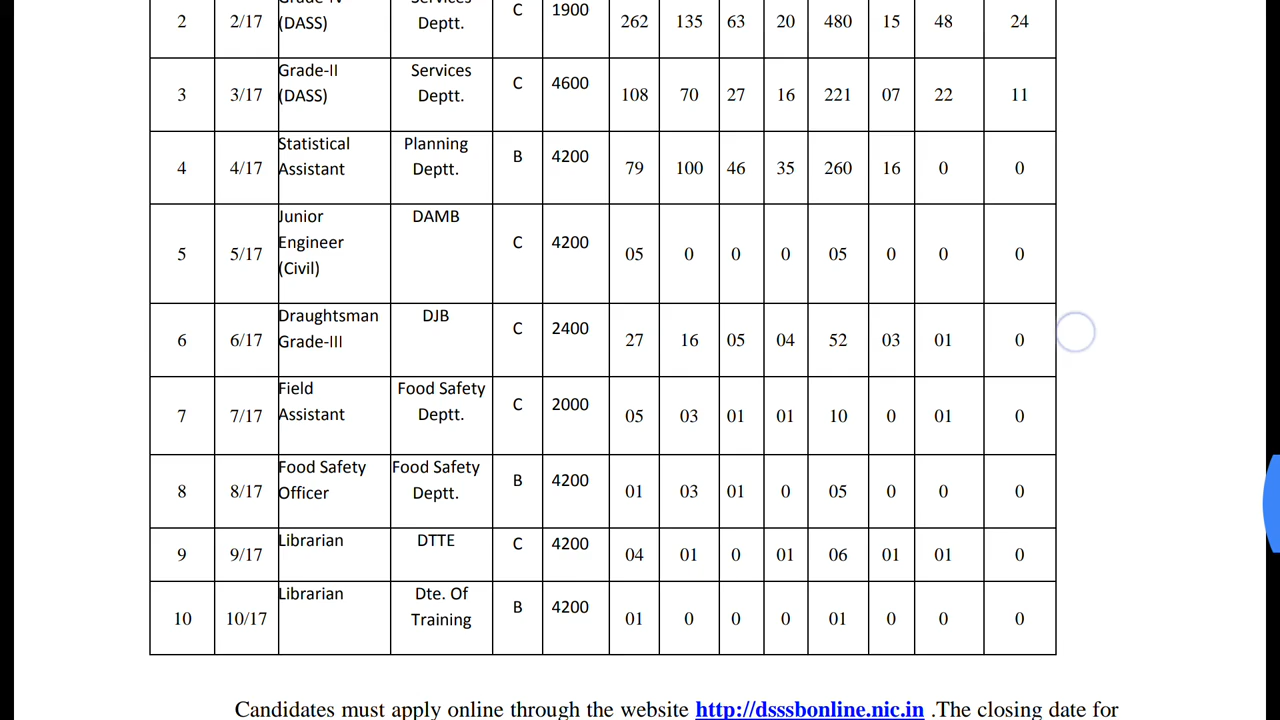 2 2/17 (DASS) Services Deptt. C 1900 262 135 63 20 480 15 48 24
3 3/17 Grade-II (DASS) Services Deptt. C 4600 108 70 27 16 221 07 22 11
4 4/17 Statistical Assistant Planning Deptt. B 4200 79 100 46 35 260 16 0 0
5 5/17 Junior Engineer (Civil) DAMB C 4200 05 0 0 0 05 0 0 0
6 6/17 Draughtsman Grade-III DJB C 2400 27 16 05 04 52 03 01 0
7 7/17 Field Assistant Food Safety Deptt. C 2000 05 03 01 01 10 0 01 0
8 8/17 Food Safety Officer Food Safety Deptt. B 4200 01 03 01 0 05 0 0 0
9 9/17 Librarian DTTE C 4200 04 01 0 01 06 01 01 0
10 10/17 Librarian Dte. Of Training B 4200 01 0 0 0 01 0 0 0
Candidates must apply online through the website http://dsssbonline.nic.in .The closing date for